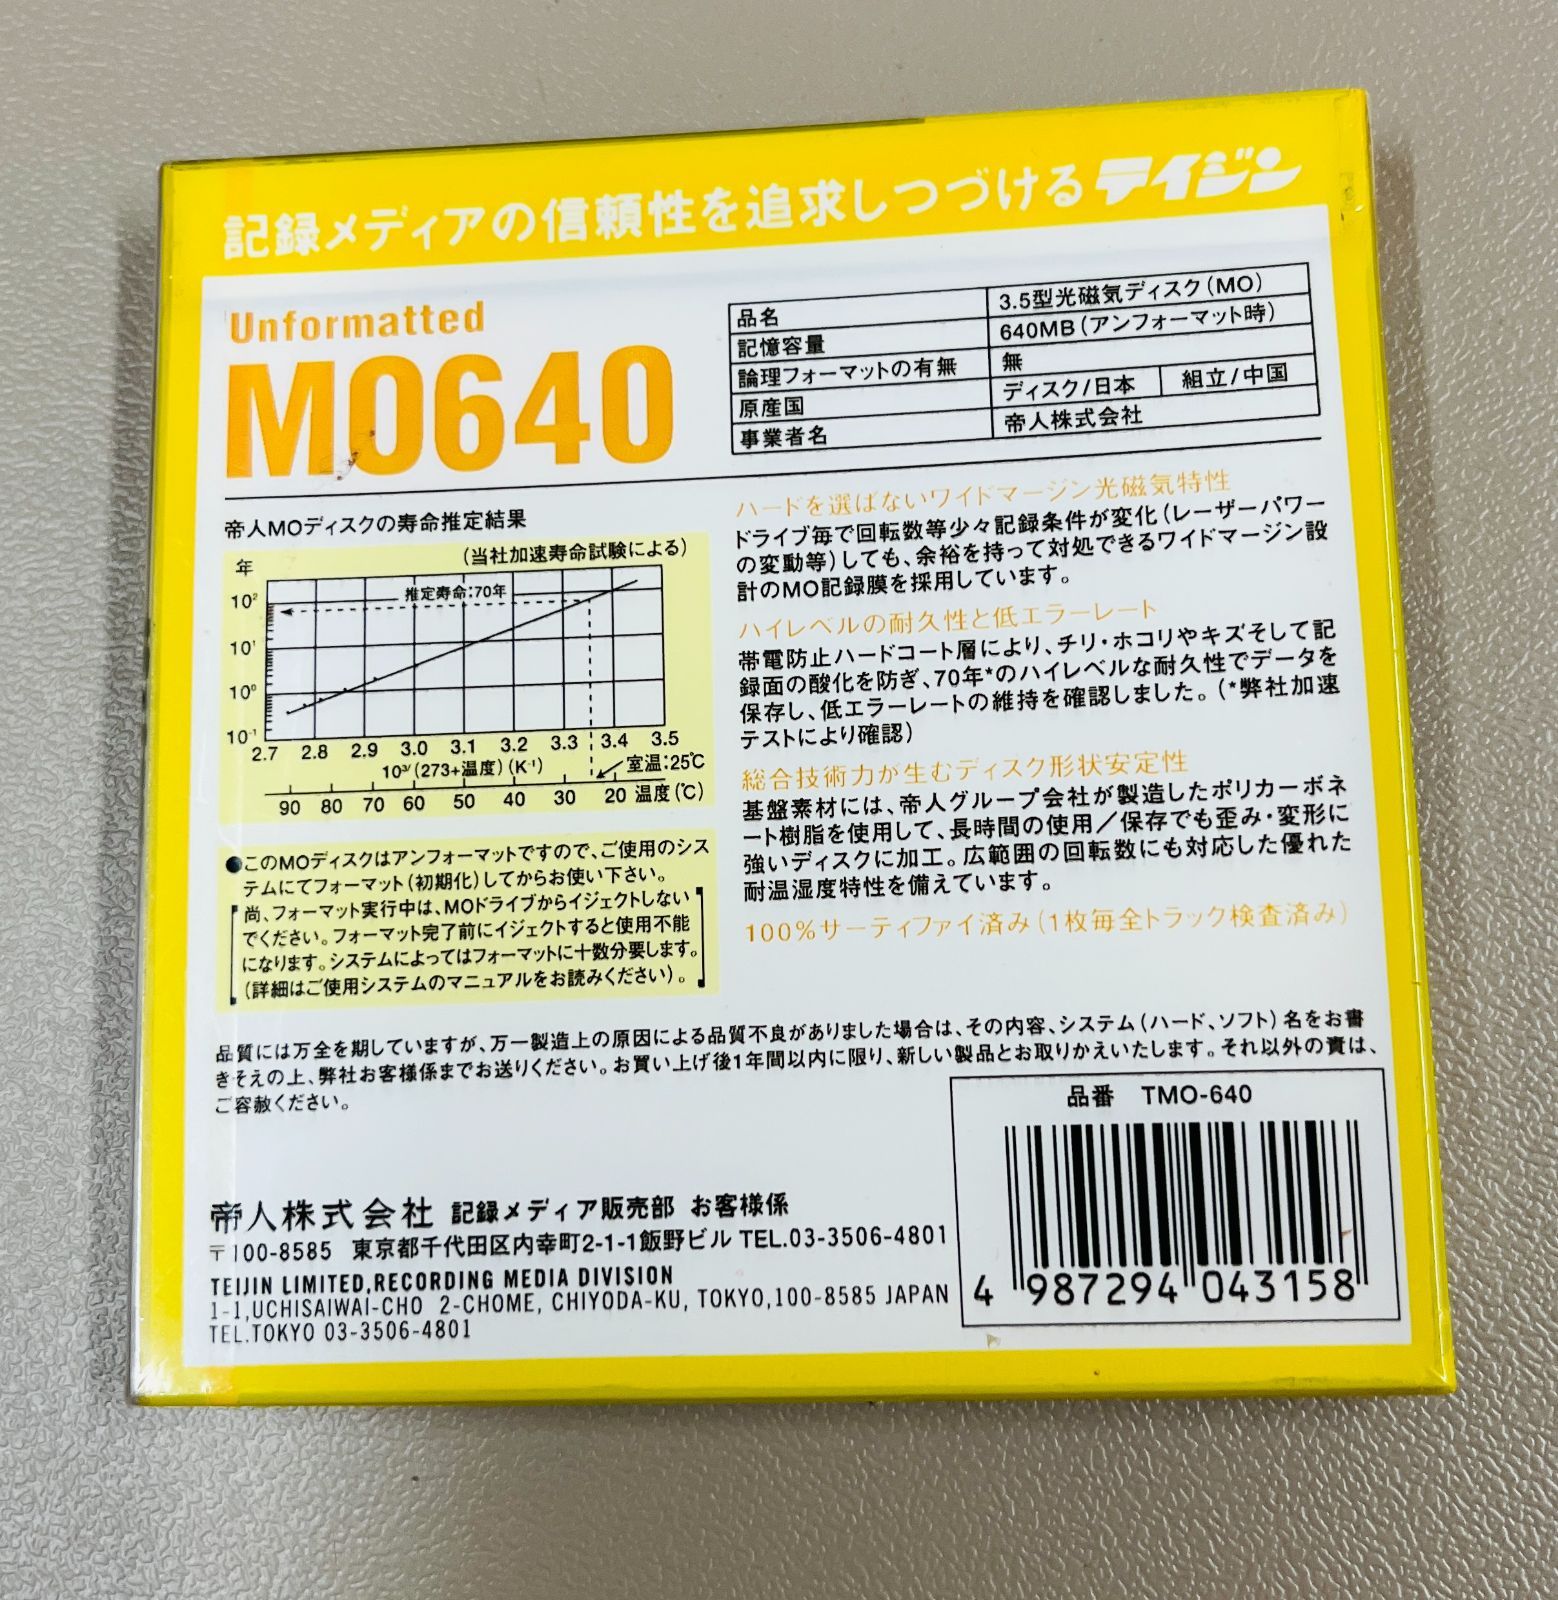 記録メディアの信頼性を追求しつづけるテイジン
Unformatted
MO640
品名 3.5型光磁気ディスク(MO)
記憶容量 640MB(アンフォーマット時)
論理フォーマットの有無 無
原産国 ディスク/日本 組立/中国
事業者名 帝人株式会社
帝人MOディスクの寿命推定結果
(当社加速寿命試験による)
年
推定寿命:70年
10²
10¹
10⁰
10⁻¹
2.7 2.8 2.9 3.0 3.1 3.2 3.3 3.4 3.5
10³/(273+温度)(K⁻¹) 室温:25℃
90 80 70 60 50 40 30 20 温度(℃)
●このMOディスクはアンフォーマットですので、ご使用のシス
テムにてフォーマット(初期化)してからお使い下さい。
尚、フォーマット実行中は、MOドライブからイジェクトしない
でください。フォーマット完了前にイジェクトすると使用不能
になります。システムによってはフォーマットに十数分要します。
(詳細はご使用システムのマニュアルをお読みください)。
ハードを選ばないワイドマージン光磁気特性
ドライブ毎で回転数等少々記録条件が変化(レーザーパワー
の変動等)しても、余裕を持って対処できるワイドマージン設
計のMO記録膜を採用しています。
ハイレベルの耐久性と低エラーレート
帯電防止ハードコート層により、チリ・ホコリやキズそして記
録面の酸化を防ぎ、70年*のハイレベルな耐久性でデータを
保存し、低エラーレートの維持を確認しました。(*弊社加速
テストにより確認)
総合技術力が生むディスク形状安定性
基盤素材には、帝人グループ会社が製造したポリカーボネ
ート樹脂を使用して、長時間の使用/保存でも歪み・変形に
強いディスクに加工。広範囲の回転数にも対応した優れた
耐温湿度特性を備えています。
100%サーティファイ済み(1枚毎全トラック検査済み)
品質には万全を期していますが、万一製造上の原因による品質不良がありました場合は、その内容、システム(ハード、ソフト)名をお書
きそえの上、弊社お客様係までお送りください。お買い上げ後1年間以内に限り、新しい製品とお取りかえいたします。それ以外の責は、
ご容赦ください。
品番 TMO-640
4 987294 043158
帝人株式会社 記録メディア販売部 お客様係
〒100-8585 東京都千代田区内幸町2-1-1飯野ビル TEL.03-3506-4801
TEIJIN LIMITED,RECORDING MEDIA DIVISION
1-1,UCHISAIWAI-CHO 2-CHOME, CHIYODA-KU, TOKYO,100-8585 JAPAN
TEL.TOKYO 03-3506-4801